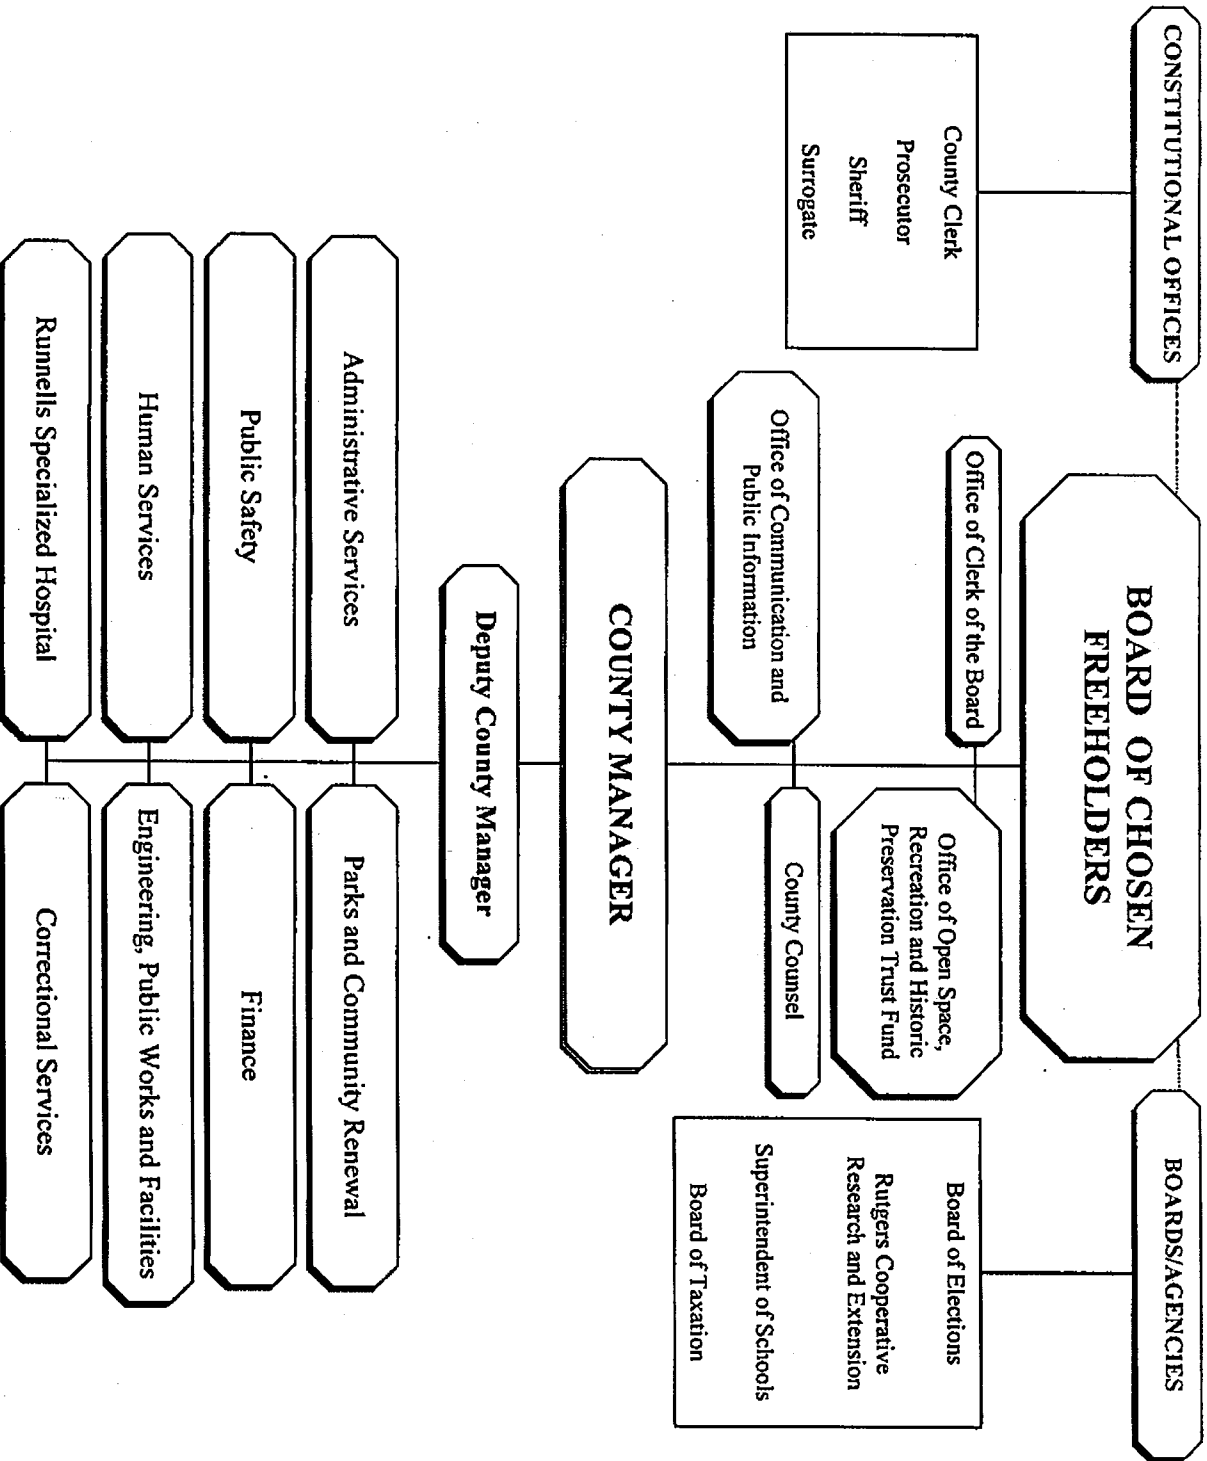 CONSTITUTIONAL OFFICES
BOARD OF CHOSEN
FREEHOLDERS
BOARDS/AGENCIES
County Clerk
Prosecutor
Sheriff
Surrogate
Office of Clerk of the Board
Office of Open Space,
Recreation and Historic
Preservation Trust Fund
Office of Communication and
Public Information
County Counsel
Board of Elections
Rutgers Cooperative
Research and Extension
Superintendent of Schools
Board of Taxation
COUNTY MANAGER
Deputy County Manager
Administrative Services
Parks and Community Renewal
Public Safety
Finance
Human Services
Engineering, Public Works and Facilities
Runnells Specialized Hospital
Correctional Services